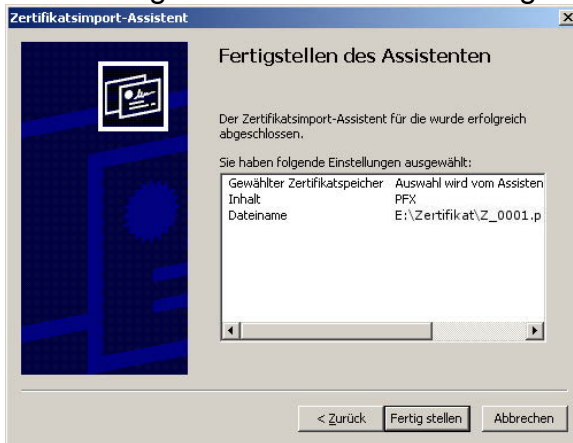 Zertifikatsimport-Assistent
Fertigstellen des Assistenten
Der Zertifikatsimport-Assistent für die wurde erfolgreich
abgeschlossen.
Sie haben folgende Einstellungen ausgewählt:
Gewählter Zertifikatspeicher Auswahl wird vom Assisten
Inhalt PFX
Dateiname E:\Zertifikat\Z_0001.p
< Zurück Fertig stellen Abbrechen